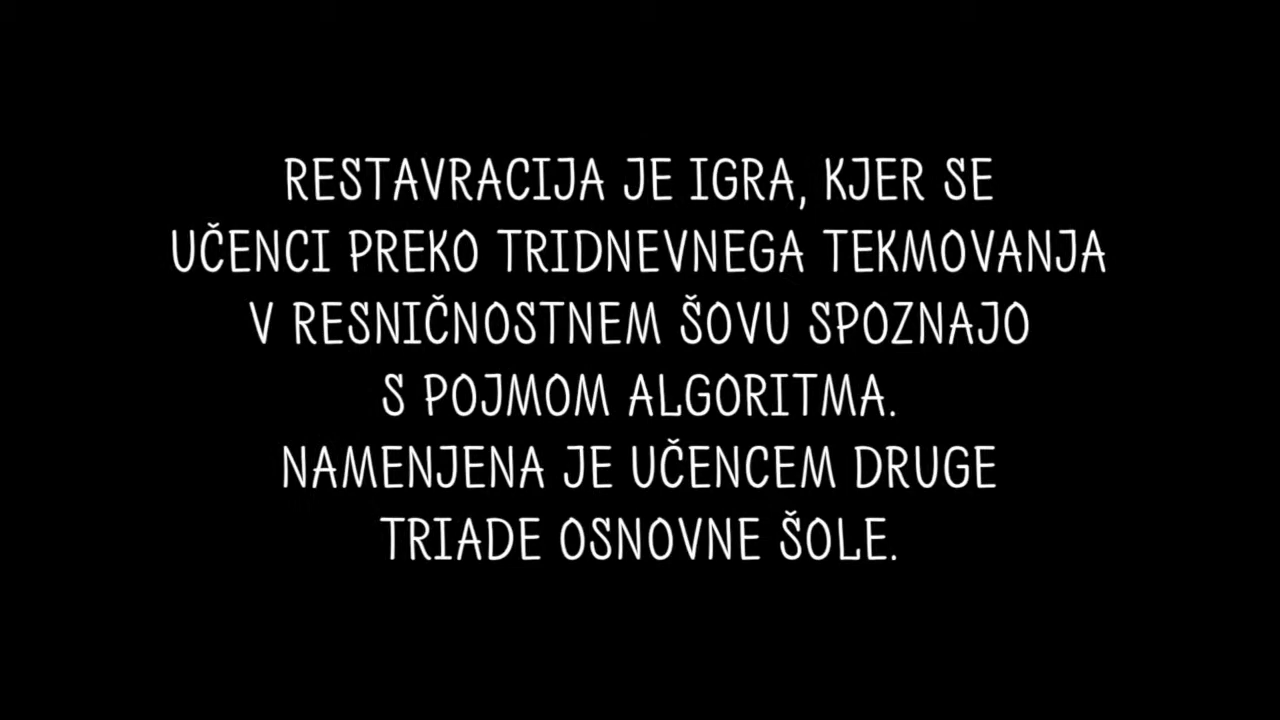 RESTAVRACIJA JE IGRA, KJER SE
UČENCI PREKO TRIDNEVNEGA TEKMOVANJA
V RESNIČNOSTNEM ŠOVU SPOZNAJO
S POJMOM ALGORITMA.
NAMENJENA JE UČENCEM DRUGE
TRIADE OSNOVNE ŠOLE.